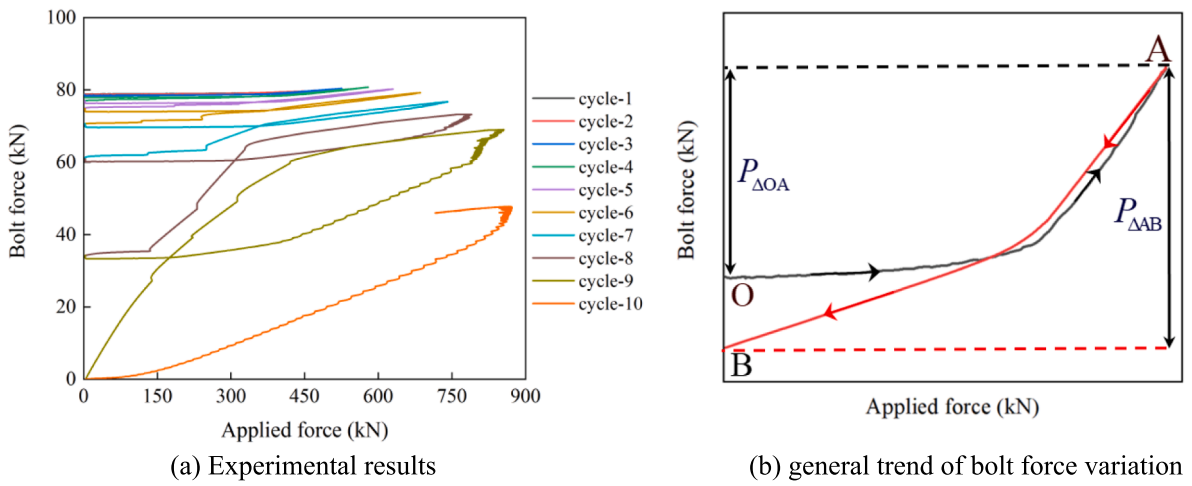 100
80
60
40
20
0
0
150
300
450
600
750
900
Bolt force (kN)
Applied force (kN)
cycle-1
cycle-2
cycle-3
cycle-4
cycle-5
cycle-6
cycle-7
cycle-8
cycle-9
cycle-10
(a) Experimental results
A
PΔOA
PΔAB
O
B
Bolt force (kN)
Applied force (kN)
(b) general trend of bolt force variation